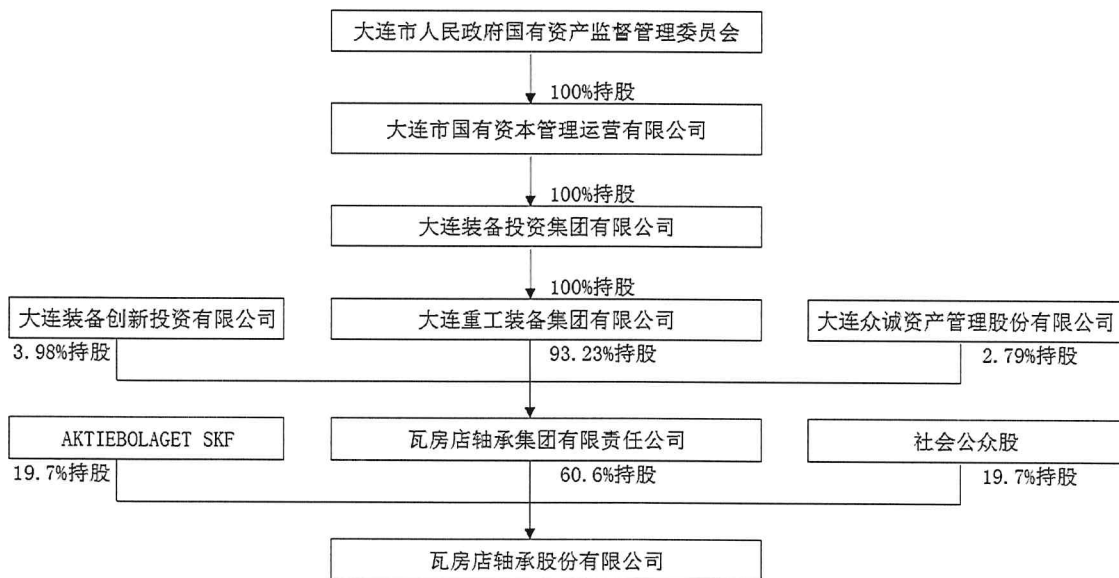 大连市人民政府国有资产监督管理委员会
100%持股
大连市国有资本管理运营有限公司
100%持股
大连装备投资集团有限公司
100%持股
大连装备创新投资有限公司
大连重工装备集团有限公司
大连众诚资产管理股份有限公司
3.98%持股
93.23%持股
2.79%持股
AKTIEBOLAGET SKF
瓦房店轴承集团有限责任公司
社会公众股
19.7%持股
60.6%持股
19.7%持股
瓦房店轴承股份有限公司